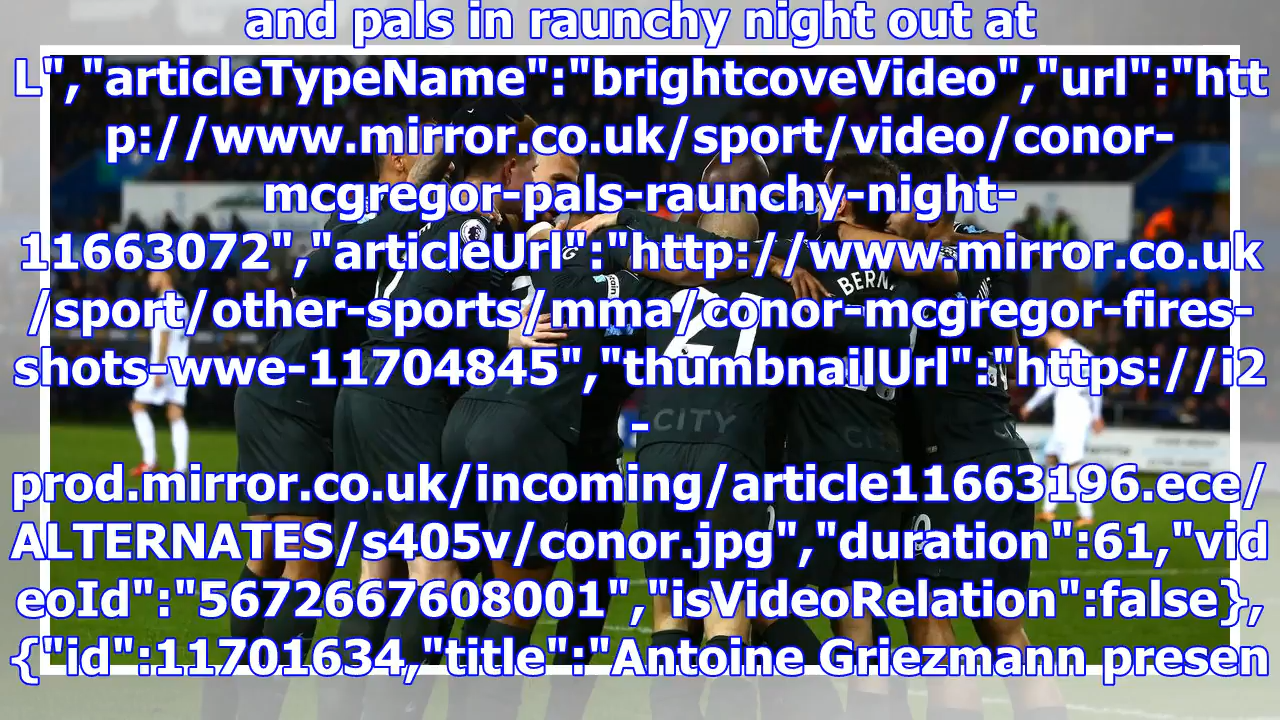 and pals in raunchy night out at
L","articleTypeName":"brightcoveVideo","url":"htt
p://www.mirror.co.uk/sport/video/conor-
mcgregor-pals-raunchy-night-
11663072","articleUrl":"http://www.mirror.co.uk
/sport/other-sports/mma/conor-mcgregor-fires-
shots-wwe-11704845","thumbnailUrl":"https://i2
-
prod.mirror.co.uk/incoming/article11663196.ece/
ALTERNATES/s405v/conor.jpg","duration":61,"vid
eoId":"5672667608001","isVideoRelation":false},
{"id":11701634,"title":"Antoine Griezmann presen
21
CITY